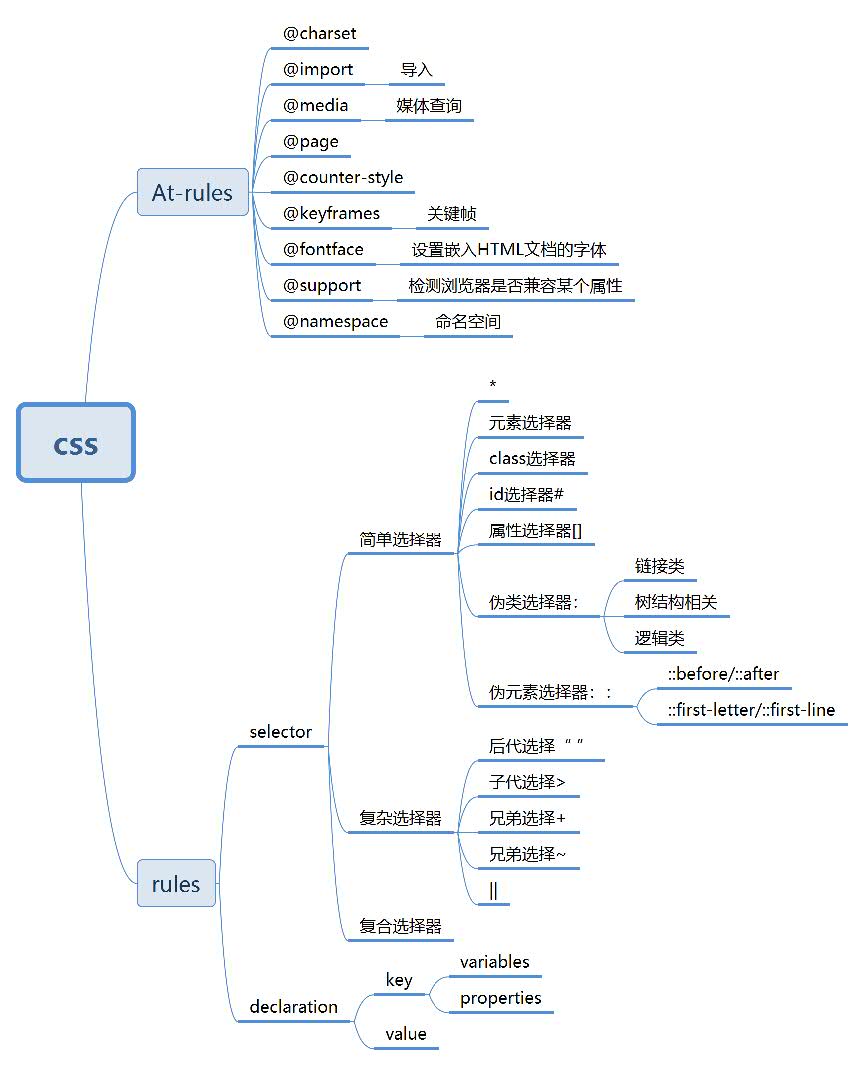 css
At-rules
@charset
@import
导入
@media
媒体查询
@page
@counter-style
@keyframes
关键帧
@fontface
设置嵌入HTML文档的字体
@support
检测浏览器是否兼容某个属性
@namespace
命名空间
rules
selector
简单选择器
*
元素选择器
class选择器
id选择器#
属性选择器[]
伪类选择器：
链接类
树结构相关
逻辑类
伪元素选择器：：
::before/::after
::first-letter/::first-line
复杂选择器
后代选择 “ ”
子代选择>
兄弟选择+
兄弟选择~
||
复合选择器
declaration
key
variables
properties
value